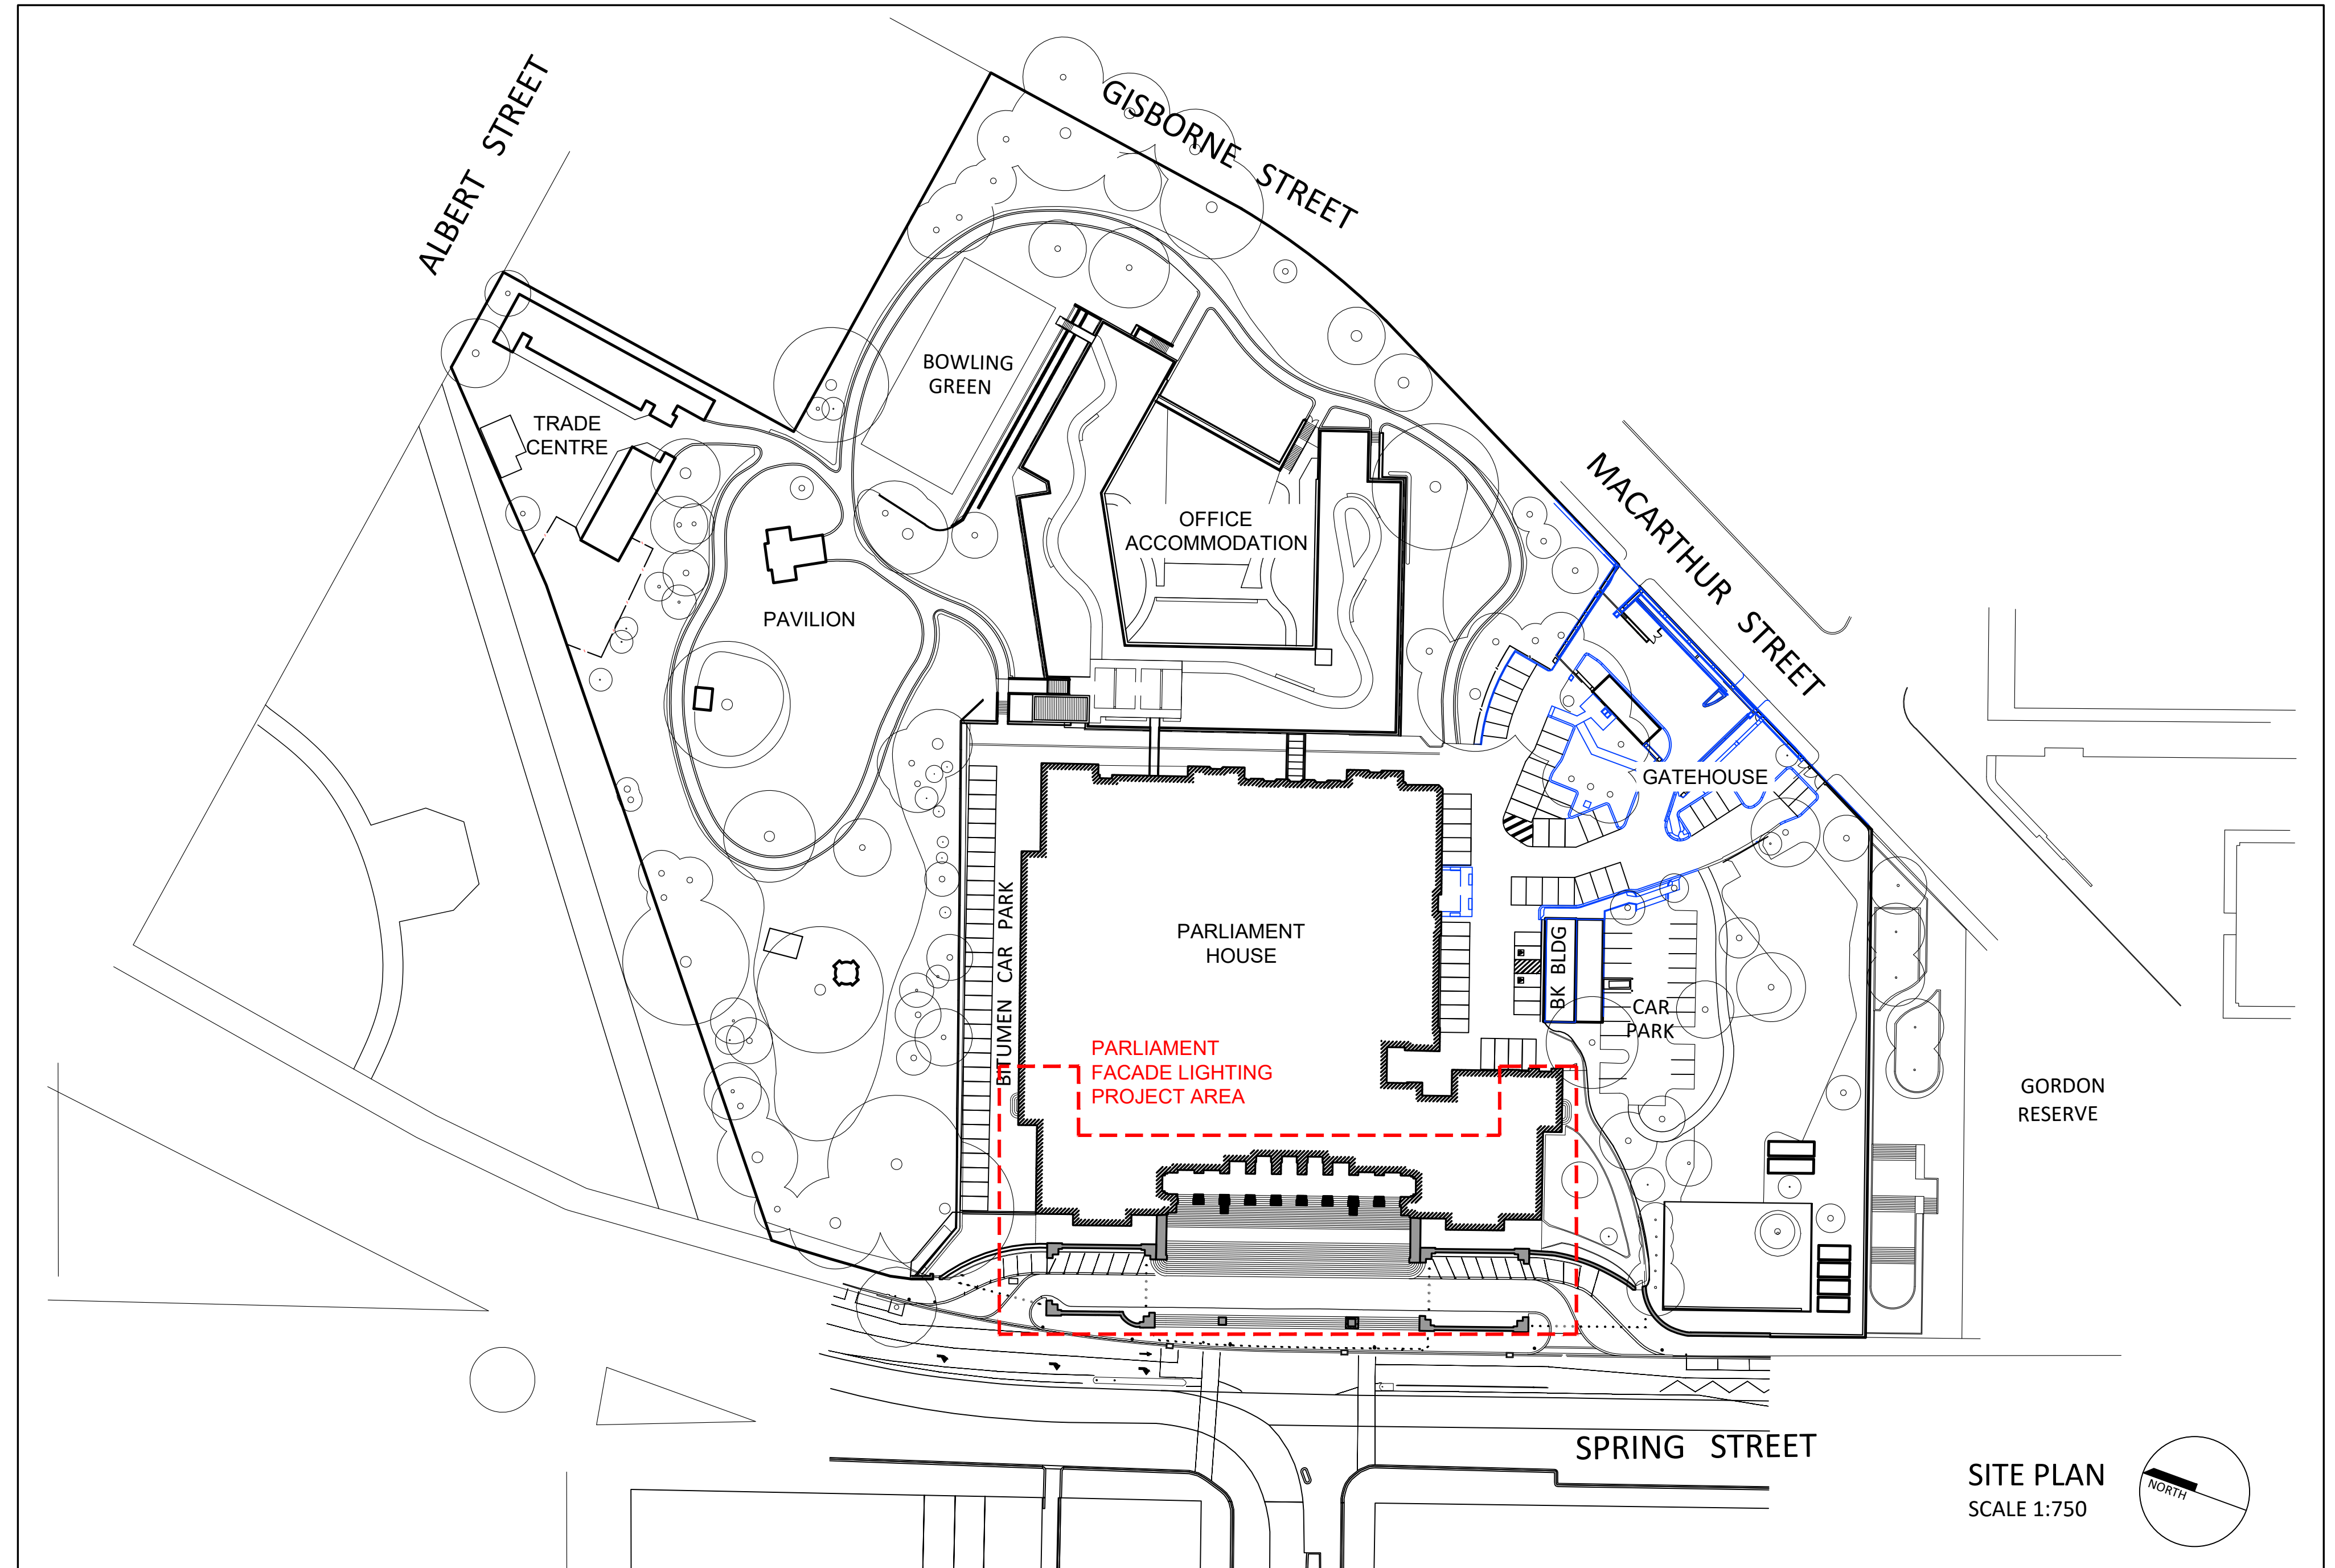 ALBERT STREET
GISBORNE STREET
BOWLING
GREEN
TRADE
CENTRE
MACARTHUR STREET
OFFICE
ACCOMMODATION
PAVILION
GATEHOUSE
BITUMEN CAR PARK
PARLIAMENT
HOUSE
BK BLDG
CAR
PARK
PARLIAMENT
FACADE LIGHTING
PROJECT AREA
GORDON
RESERVE
SPRING STREET
SITE PLAN
SCALE 1:750
NORTH